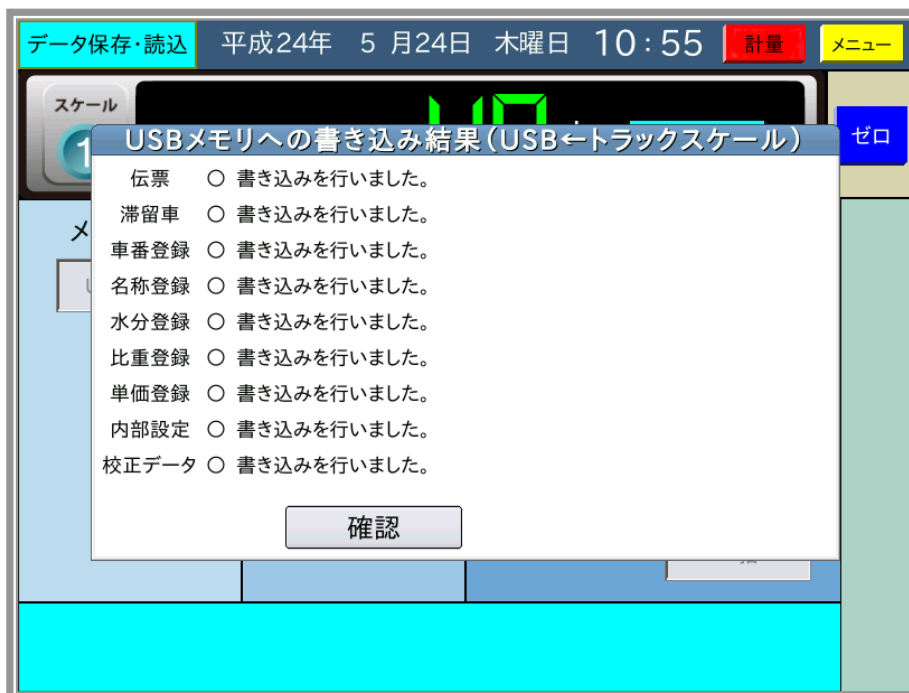 データ保存・読込 平成24年 5月24日 木曜日 10:55 計量 メニュー
スケール
1
ゼロ
USBメモリへの書き込み結果(USB←トラックスケール)
伝票 ○ 書き込みを行いました。
滞留車 ○ 書き込みを行いました。
車番登録 ○ 書き込みを行いました。
名称登録 ○ 書き込みを行いました。
水分登録 ○ 書き込みを行いました。
比重登録 ○ 書き込みを行いました。
単価登録 ○ 書き込みを行いました。
内部設定 ○ 書き込みを行いました。
校正データ ○ 書き込みを行いました。
確認
メ